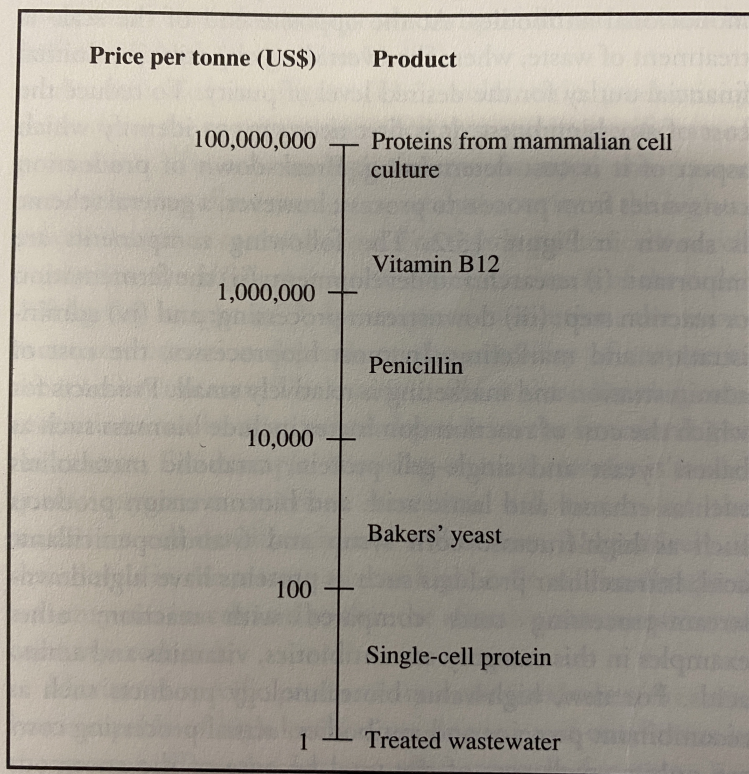 Price per tonne (US$) Product
100,000,000 Proteins from mammalian cell
culture
Vitamin B12
1,000,000
Penicillin
10,000
Bakers' yeast
100
Single-cell protein
1 Treated wastewater